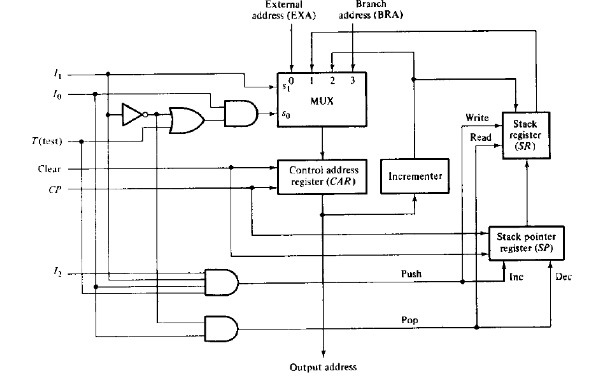 External
address (EXA)
Branch
address (BRA)
I1
I0
T(test)
Clear
CP
I2
0 1 2 3
s1
MUX
s0
Control address
register (CAR)
Incrementer
Write
Read
Stack
register
(SR)
Stack pointer
register (SP)
Push
Inc
Dec
Pop
Output address